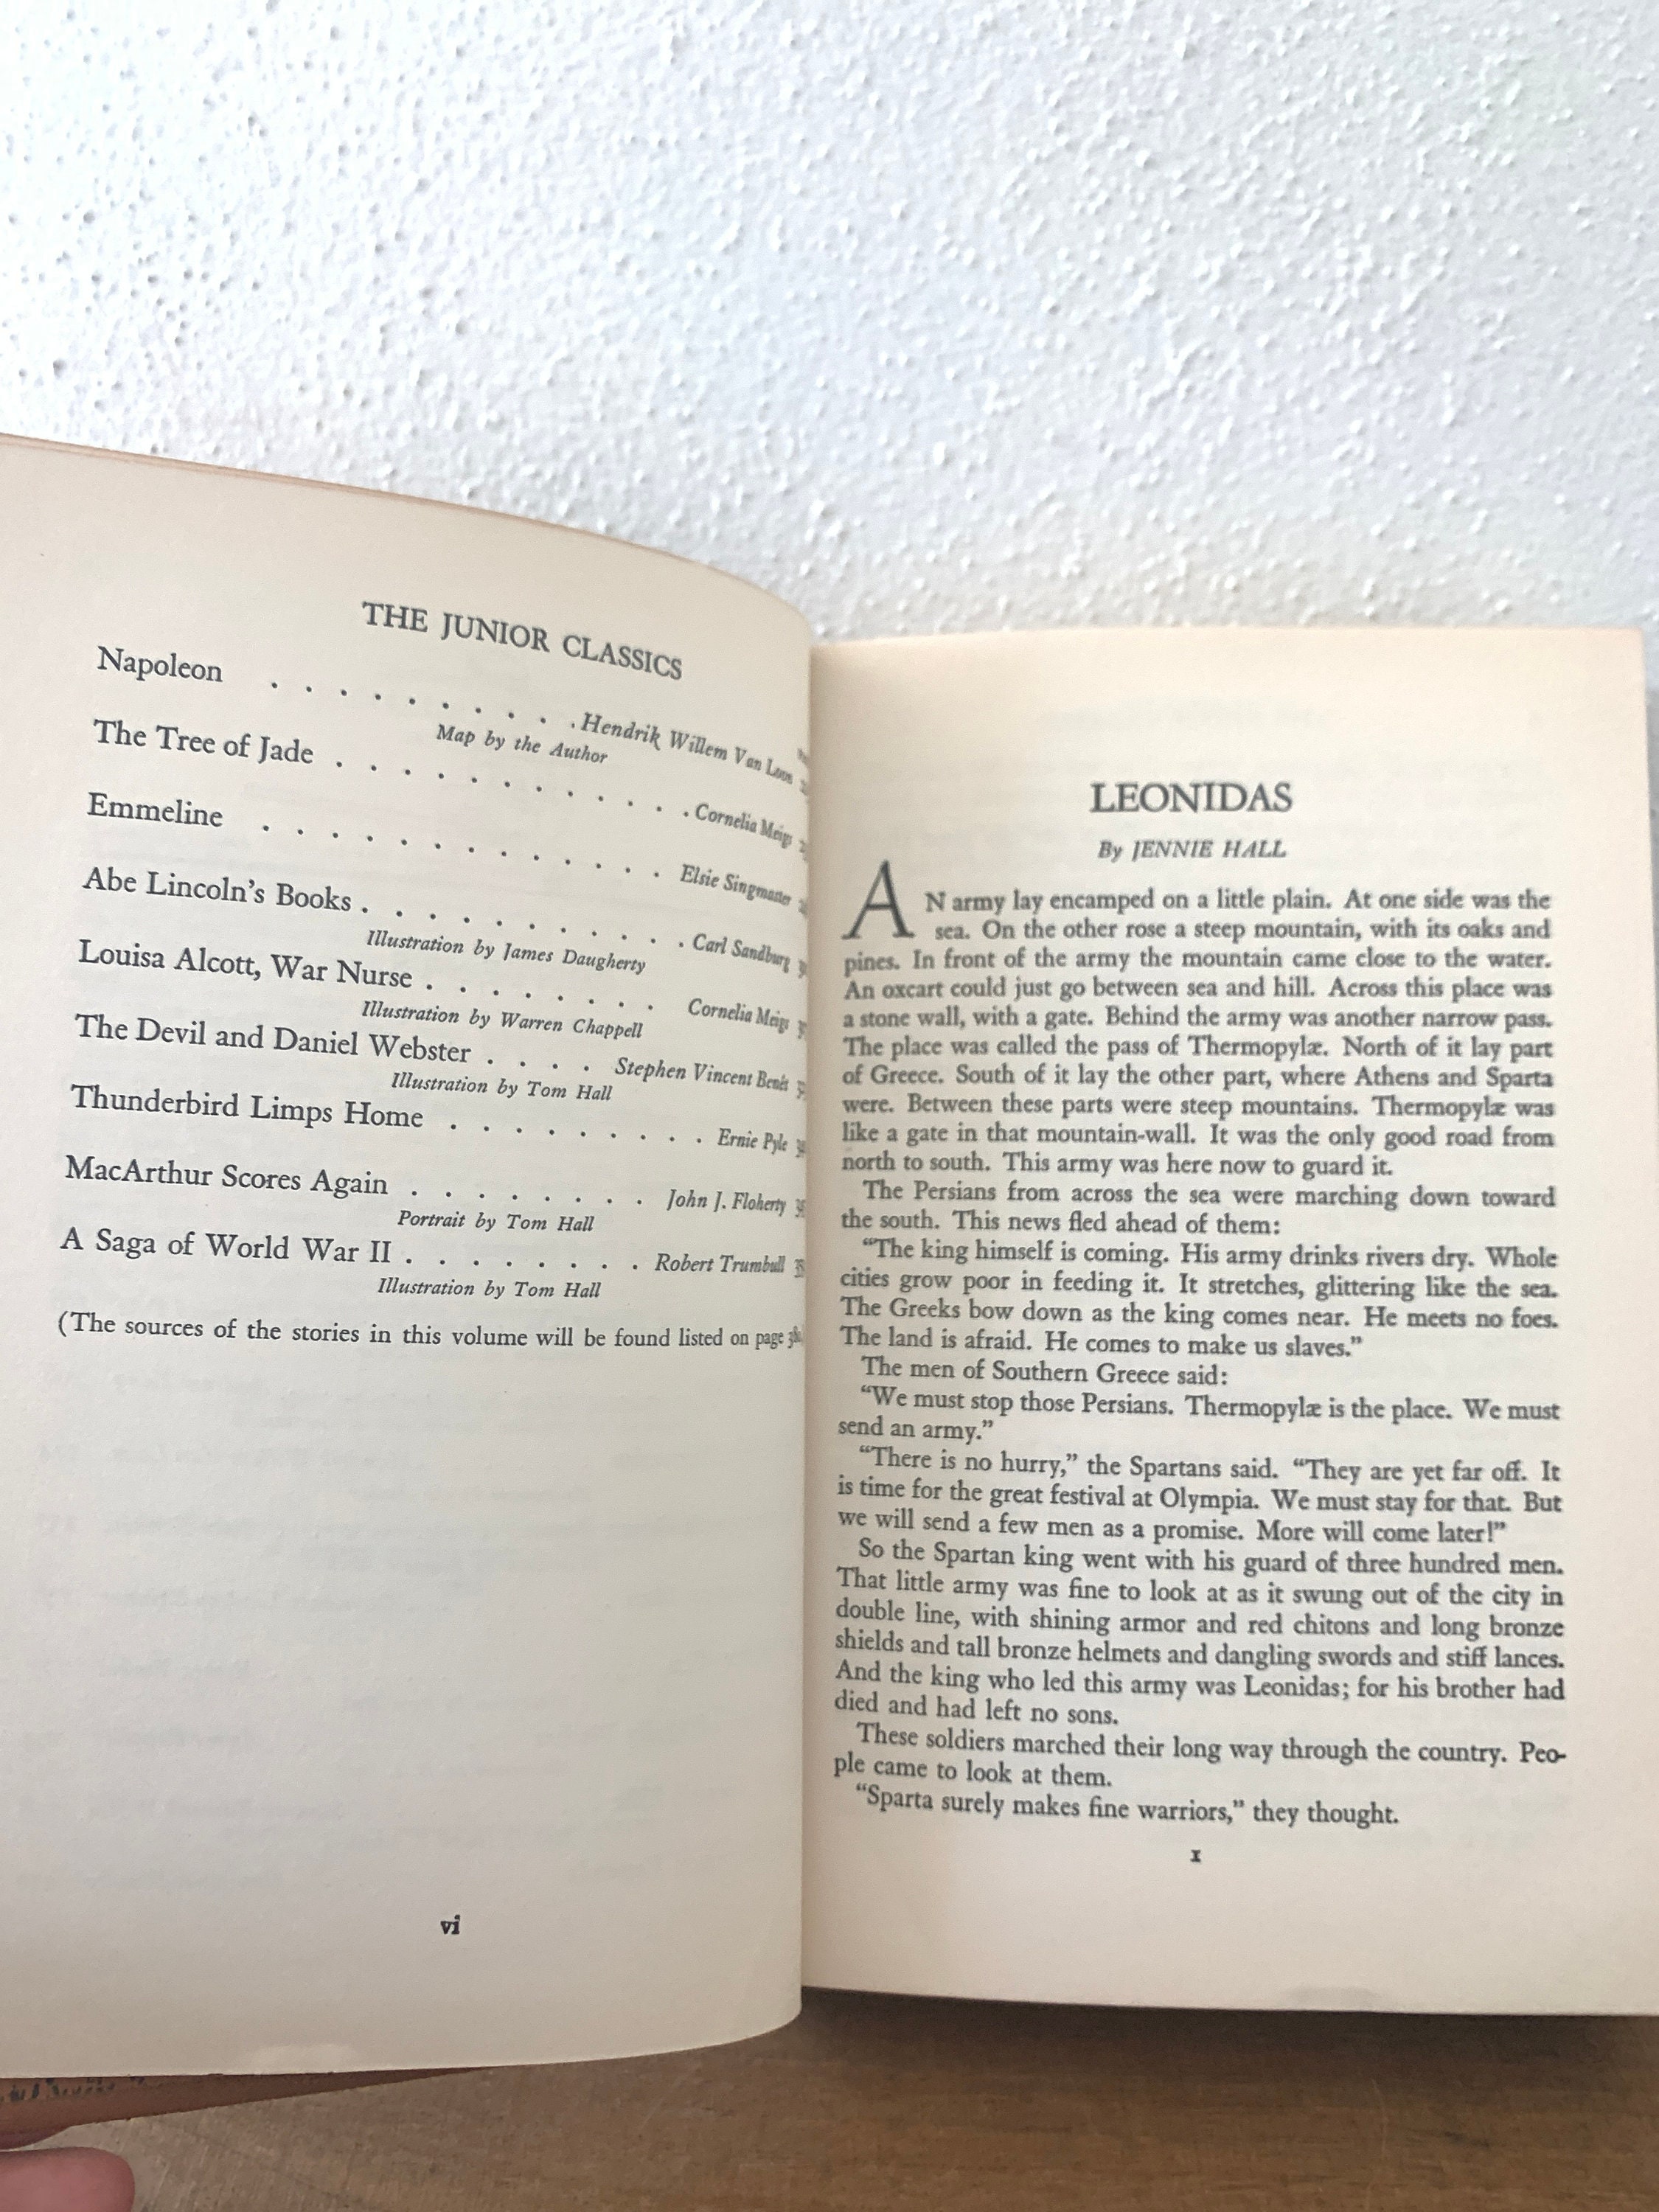 THE JUNIOR CLASSICS
Napoleon . . . . . . . . . . Hendrik Willem Van Loon
Map by the Author
The Tree of Jade . . . . . . . . . . . Cornelia Meigs
Emmeline . . . . . . . . . . . . Elsie Singmaster
Abe Lincoln's Books . . . . . . . . . . Carl Sandburg
Illustration by James Daugherty
Louisa Alcott, War Nurse . . . . . . . . Cornelia Meigs
Illustration by Warren Chappell
The Devil and Daniel Webster . . . . Stephen Vincent Benét
Illustration by Tom Hall
Thunderbird Limps Home . . . . . . . . . Ernie Pyle
MacArthur Scores Again . . . . . . . . John J. Floherty
Portrait by Tom Hall
A Saga of World War II . . . . . . . . Robert Trumbull
Illustration by Tom Hall
(The sources of the stories in this volume will be found listed on page
vi
LEONIDAS
By JENNIE HALL
AN army lay encamped on a little plain. At one side was the
sea. On the other rose a steep mountain, with its oaks and
pines. In front of the army the mountain came close to the water.
An oxcart could just go between sea and hill. Across this place was
a stone wall, with a gate. Behind the army was another narrow pass.
The place was called the pass of Thermopylæ. North of it lay part
of Greece. South of it lay the other part, where Athens and Sparta
were. Between these parts were steep mountains. Thermopylæ was
like a gate in that mountain-wall. It was the only good road from
north to south. This army was here now to guard it.
The Persians from across the sea were marching down toward
the south. This news fled ahead of them:
“The king himself is coming. His army drinks rivers dry. Whole
cities grow poor in feeding it. It stretches, glittering like the sea.
The Greeks bow down as the king comes near. He meets no foes.
The land is afraid. He comes to make us slaves.”
The men of Southern Greece said:
“We must stop those Persians. Thermopylæ is the place. We must
send an army.”
“There is no hurry,” the Spartans said. “They are yet far off. It
is time for the great festival at Olympia. We must stay for that. But
we will send a few men as a promise. More will come later!”
So the Spartan king went with his guard of three hundred men.
That little army was fine to look at as it swung out of the city in
double line, with shining armor and red chitons and long bronze
shields and tall bronze helmets and dangling swords and stiff lances.
And the king who led this army was Leonidas; for his brother had
died and had left no sons.
These soldiers marched their long way through the country. Peo-
ple came to look at them.
“Sparta surely makes fine warriors,” they thought.
1